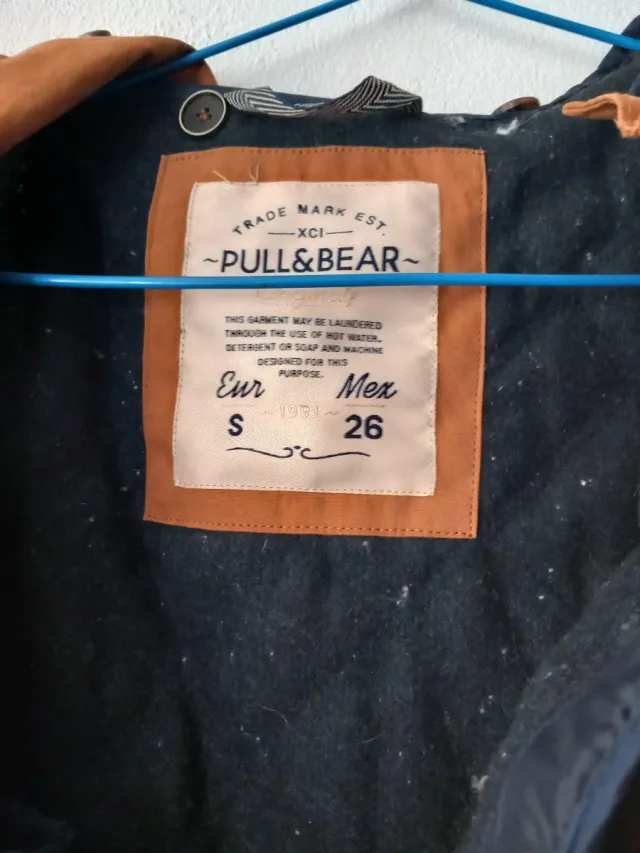 TRADE MARK EST.
XCI
~PULL&BEAR~
THIS GARMENT MAY BE LAUNDERED
THROUGH THE USE OF HOT WATER,
DETERGENT OR SOAP AND MACHINE
DESIGNED FOR THIS
PURPOSE.
Eur Mex
~1991~
S 26